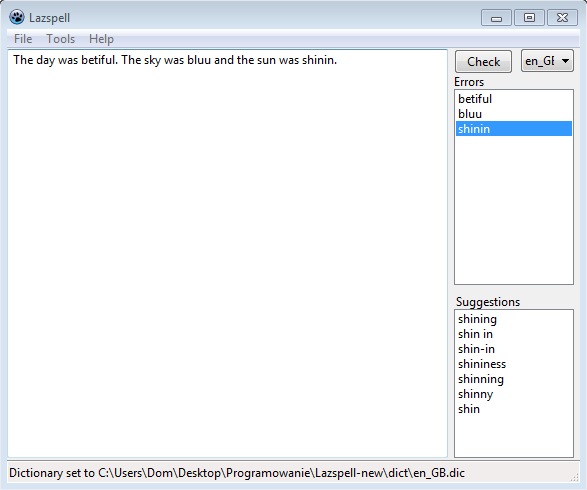 Lazspell
File Tools Help
The day was betiful. The sky was bluu and the sun was shinin.
Check
en_GE
Errors
betiful
bluu
shinin
Suggestions
shining
shin in
shin-in
shininess
shinning
shinny
shin
Dictionary set to C:\Users\Dom\Desktop\Programowanie\Lazspell-new\dict\en_GB.dic